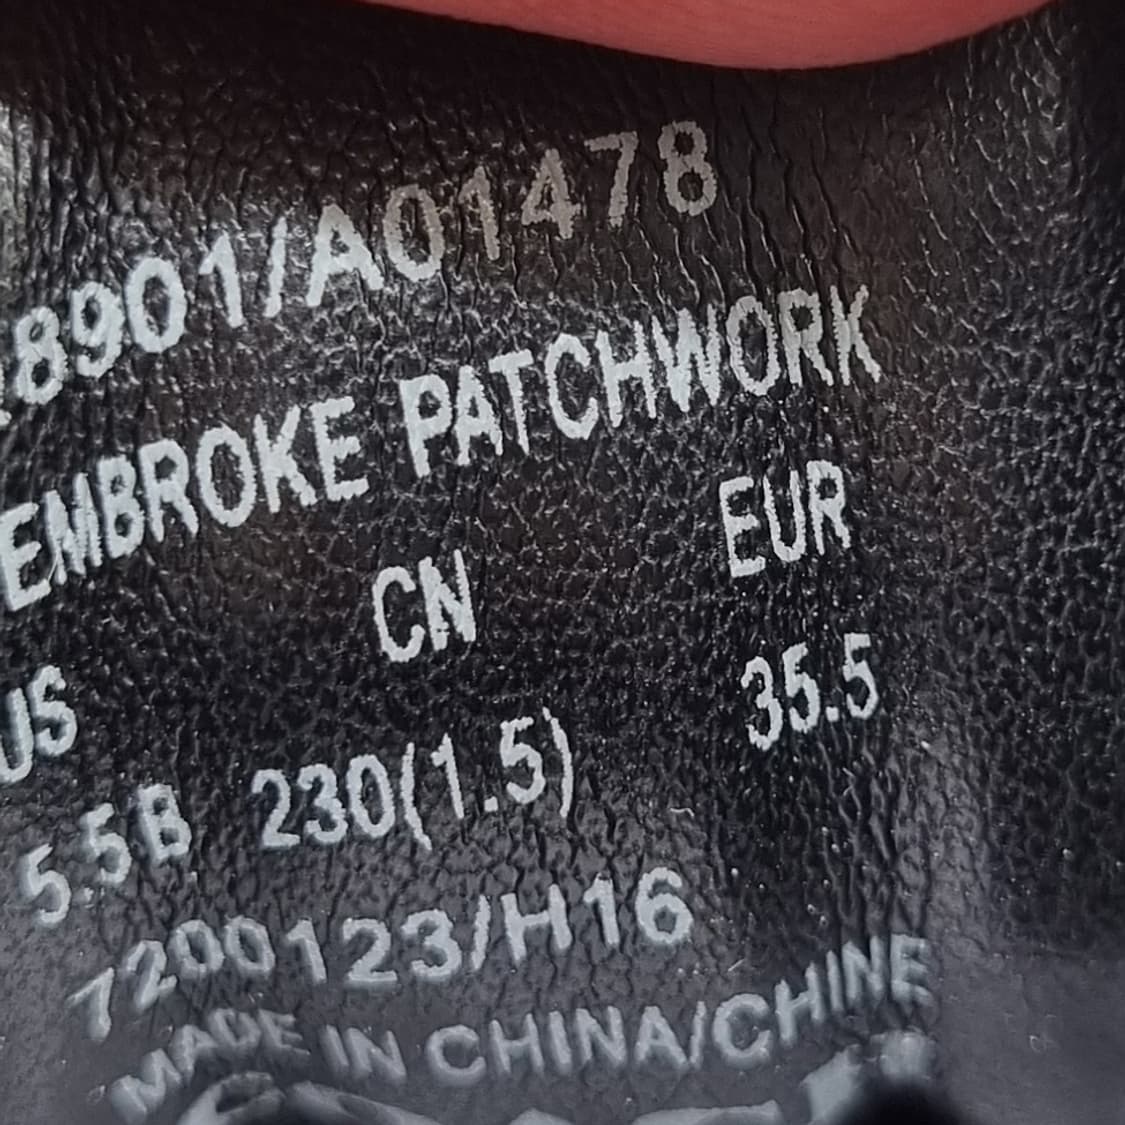 8901/A01478
EMBROKE PATCHWORK
US CN EUR
5.5B 230(1.5) 35.5
7200123/H16
MADE IN CHINA/CHINE